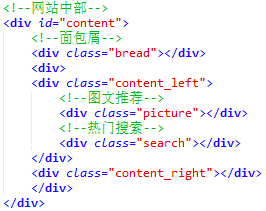 <!--网站中部-->
<div id="content">
<!--面包屑-->
<div class="bread"></div>
<div>
<div class="content_left">
<!--图文推荐-->
<div class="picture"></div>
<!--热门搜索-->
<div class="search"></div>
</div>
<div class="content_right"></div>
</div>
</div>